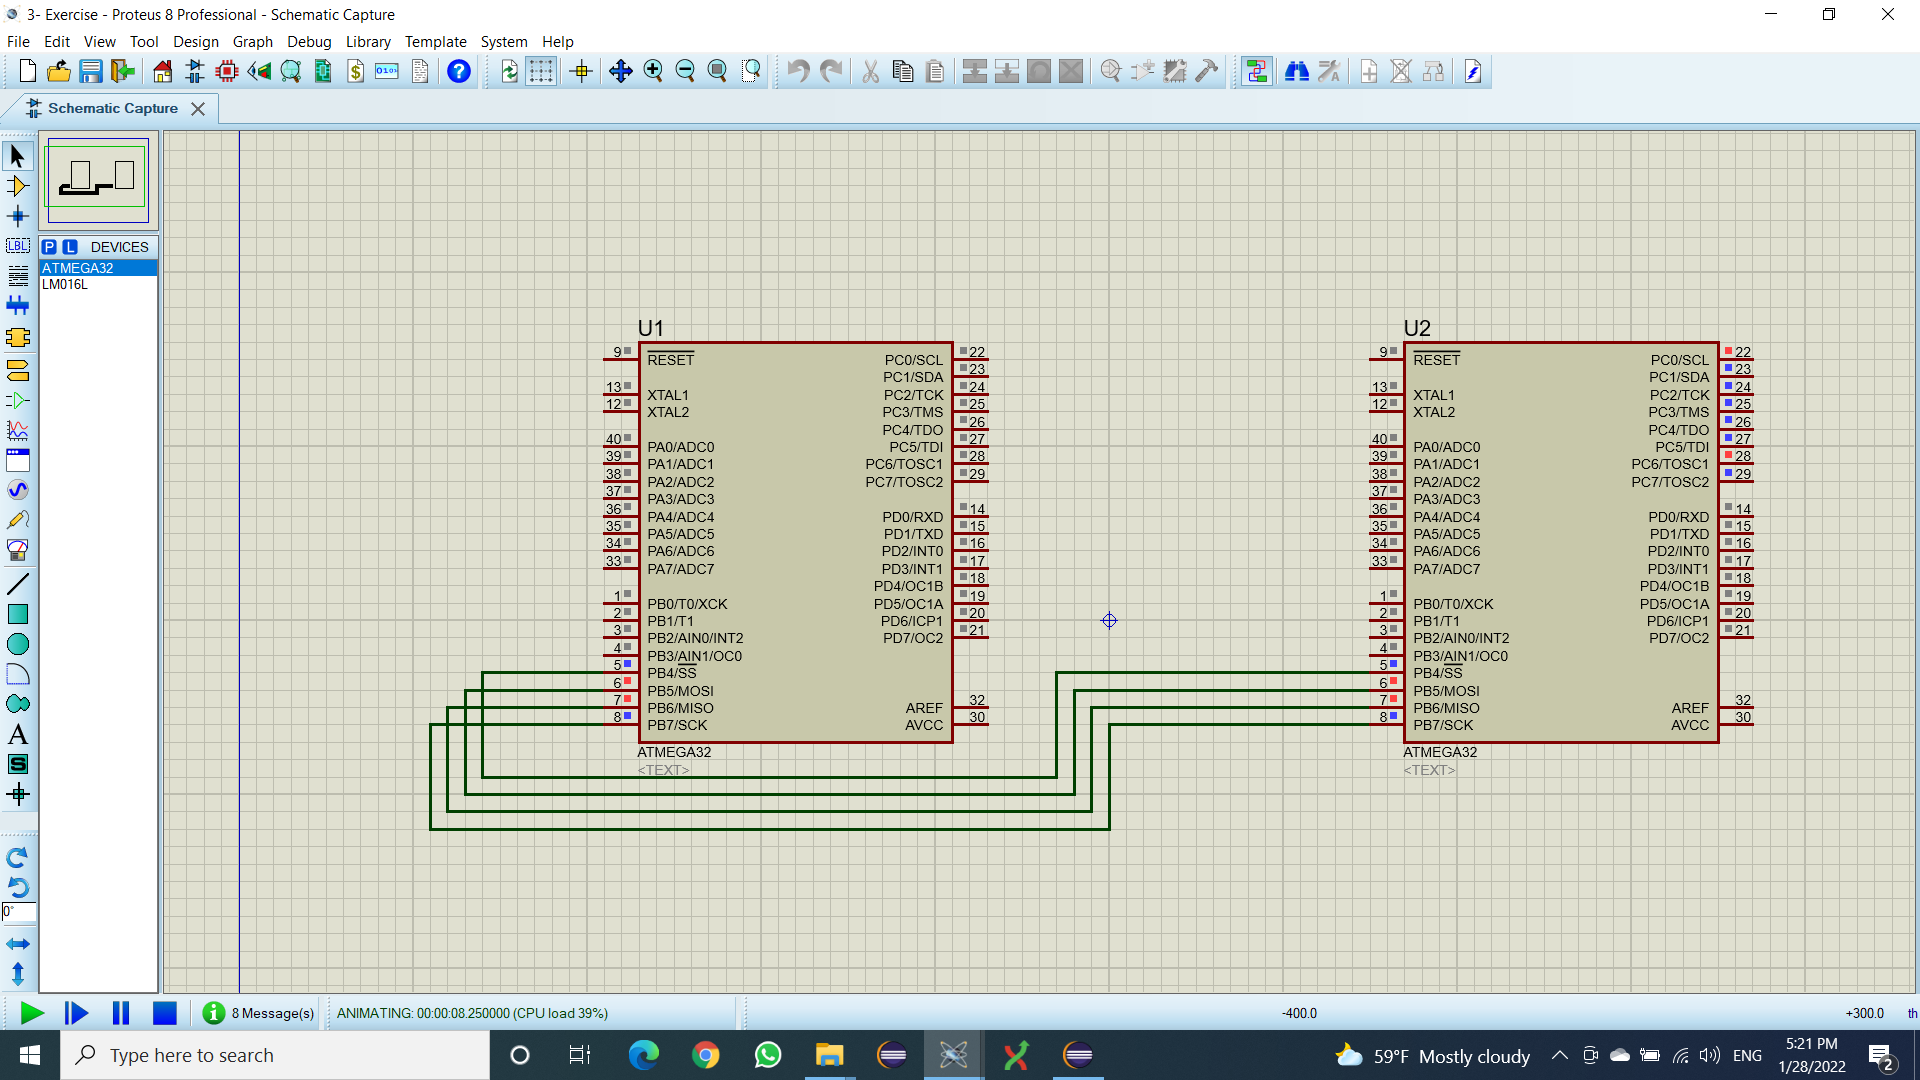 3- Exercise - Proteus 8 Professional - Schematic Capture
File Edit View Tool Design Graph Debug Library Template System Help
Schematic Capture
P L DEVICES
ATMEGA32
LM016L
LBL
A
S
0°
U1
9 RESET
13 XTAL1
12 XTAL2
40 PA0/ADC0
39 PA1/ADC1
38 PA2/ADC2
37 PA3/ADC3
36 PA4/ADC4
35 PA5/ADC5
34 PA6/ADC6
33 PA7/ADC7
1 PB0/T0/XCK
2 PB1/T1
3 PB2/AIN0/INT2
4 PB3/AIN1/OC0
5 PB4/SS
6 PB5/MOSI
7 PB6/MISO
8 PB7/SCK
PC0/SCL 22
PC1/SDA 23
PC2/TCK 24
PC3/TMS 25
PC4/TDO 26
PC5/TDI 27
PC6/TOSC1 28
PC7/TOSC2 29
PD0/RXD 14
PD1/TXD 15
PD2/INT0 16
PD3/INT1 17
PD4/OC1B 18
PD5/OC1A 19
PD6/ICP1 20
PD7/OC2 21
AREF 32
AVCC 30
ATMEGA32
<TEXT>
U2
9 RESET
13 XTAL1
12 XTAL2
40 PA0/ADC0
39 PA1/ADC1
38 PA2/ADC2
37 PA3/ADC3
36 PA4/ADC4
35 PA5/ADC5
34 PA6/ADC6
33 PA7/ADC7
1 PB0/T0/XCK
2 PB1/T1
3 PB2/AIN0/INT2
4 PB3/AIN1/OC0
5 PB4/SS
6 PB5/MOSI
7 PB6/MISO
8 PB7/SCK
PC0/SCL 22
PC1/SDA 23
PC2/TCK 24
PC3/TMS 25
PC4/TDO 26
PC5/TDI 27
PC6/TOSC1 28
PC7/TOSC2 29
PD0/RXD 14
PD1/TXD 15
PD2/INT0 16
PD3/INT1 17
PD4/OC1B 18
PD5/OC1A 19
PD6/ICP1 20
PD7/OC2 21
AREF 32
AVCC 30
ATMEGA32
<TEXT>
8 Message(s) ANIMATING: 00:00:08.250000 (CPU load 39%) -400.0 +300.0 th
Type here to search
59°F Mostly cloudy ENG
5:21 PM
1/28/2022
2